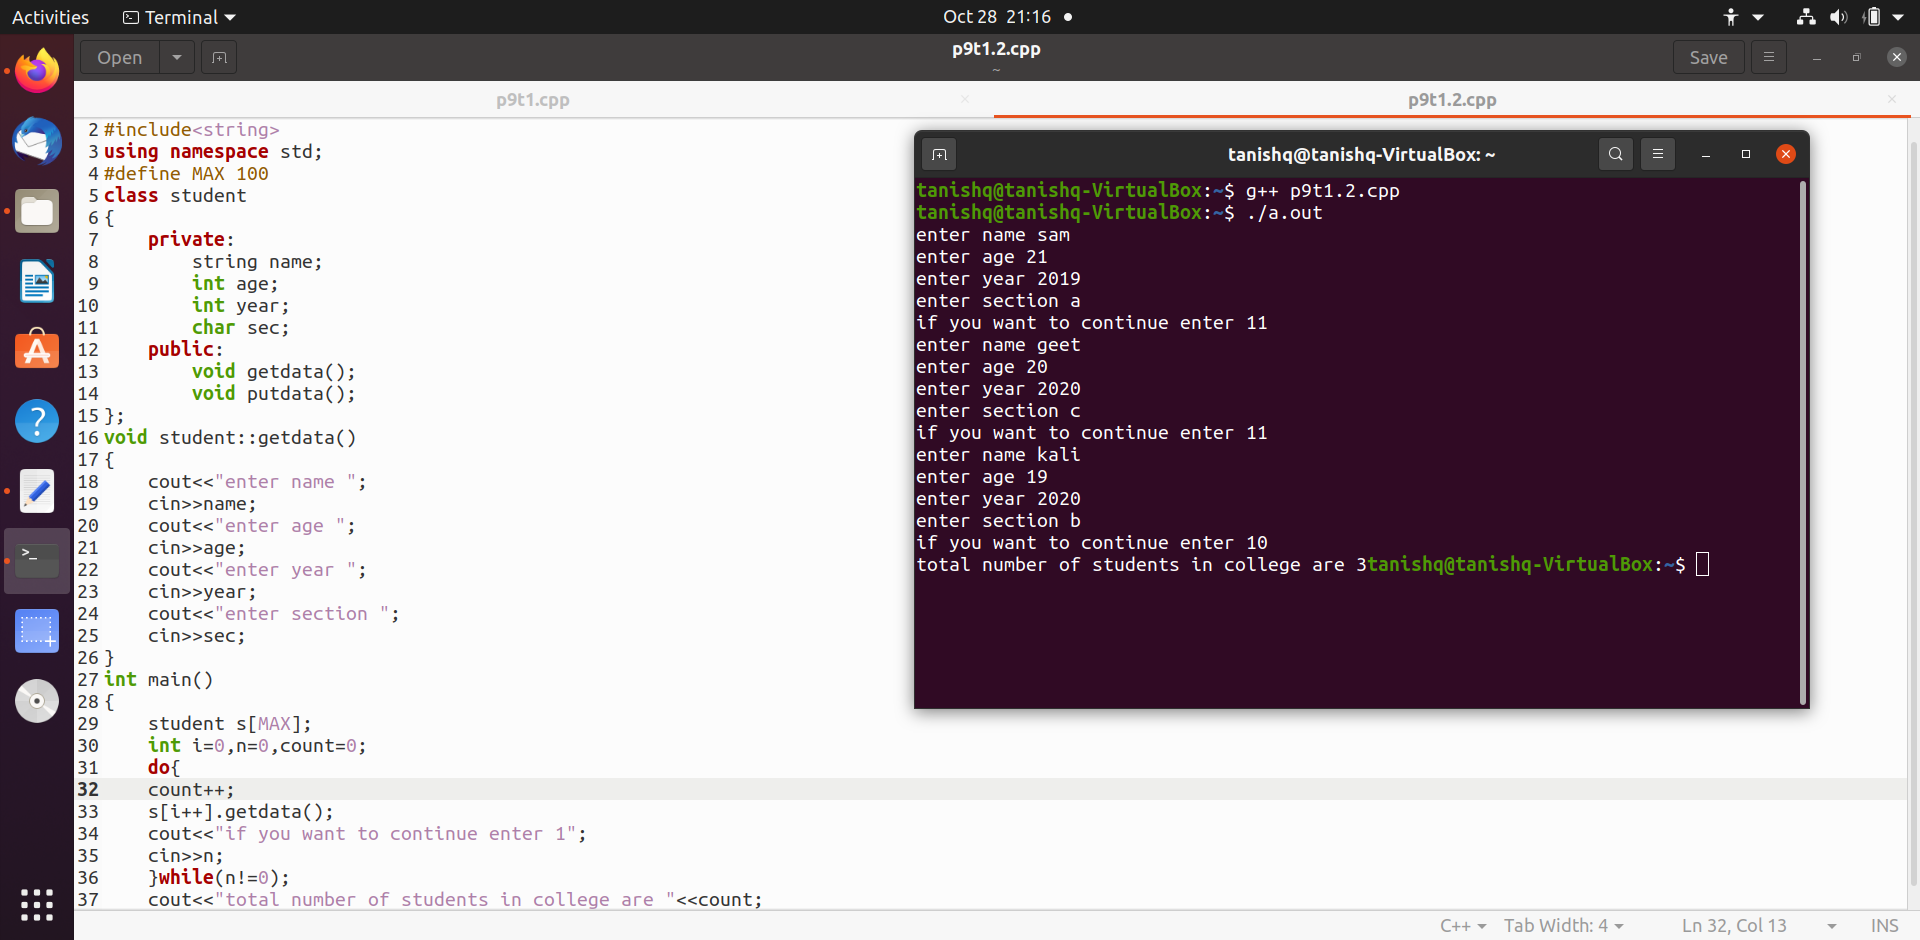 Activities
Terminal
Oct 28 21:16
Open
p9t1.2.cpp
~
Save
p9t1.cpp
p9t1.2.cpp
2 #include<string>
3 using namespace std;
4 #define MAX 100
5 class student
6 {
7     private:
8         string name;
9         int age;
10         int year;
11         char sec;
12     public:
13         void getdata();
14         void putdata();
15 };
16 void student::getdata()
17 {
18     cout<<"enter name ";
19     cin>>name;
20     cout<<"enter age ";
21     cin>>age;
22     cout<<"enter year ";
23     cin>>year;
24     cout<<"enter section ";
25     cin>>sec;
26 }
27 int main()
28 {
29     student s[MAX];
30     int i=0,n=0,count=0;
31     do{
32     count++;
33     s[i++].getdata();
34     cout<<"if you want to continue enter 1";
35     cin>>n;
36     }while(n!=0);
37     cout<<"total number of students in college are "<<count;
tanishq@tanishq-VirtualBox: ~
tanishq@tanishq-VirtualBox:~$ g++ p9t1.2.cpp
tanishq@tanishq-VirtualBox:~$ ./a.out
enter name sam
enter age 21
enter year 2019
enter section a
if you want to continue enter 11
enter name geet
enter age 20
enter year 2020
enter section c
if you want to continue enter 11
enter name kali
enter age 19
enter year 2020
enter section b
if you want to continue enter 10
total number of students in college are 3tanishq@tanishq-VirtualBox:~$
C++
Tab Width: 4
Ln 32, Col 13
INS